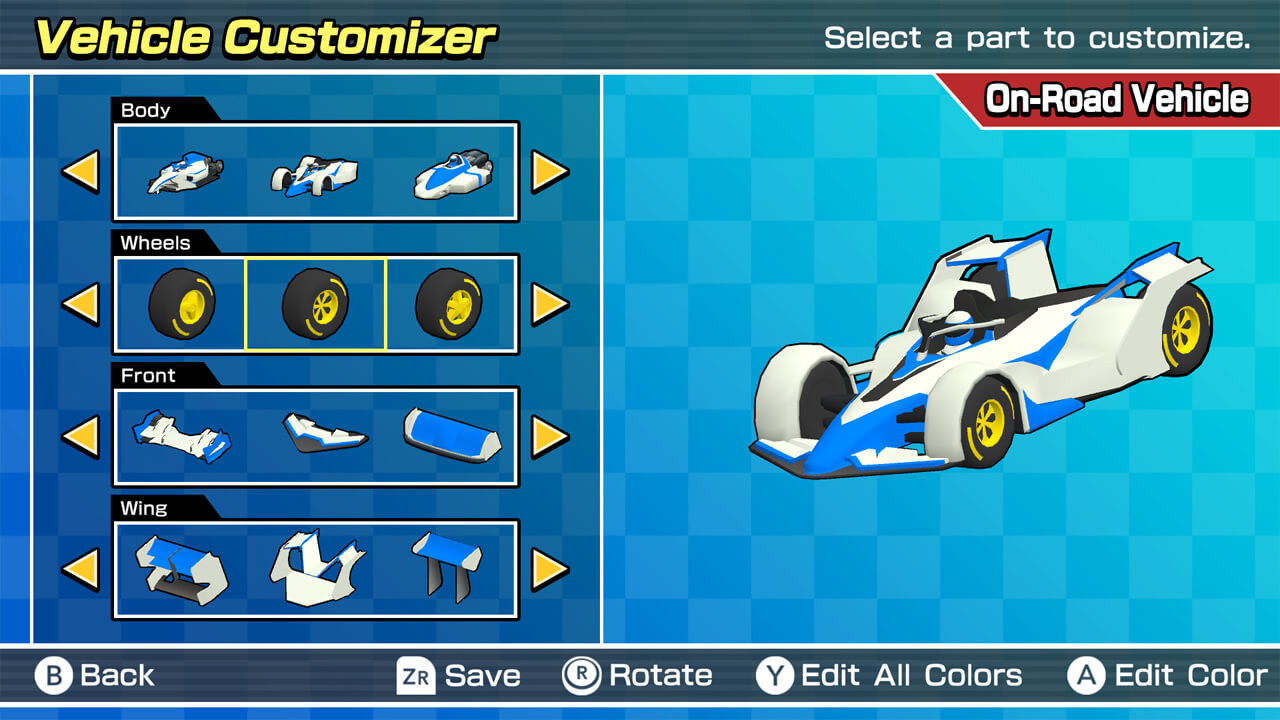 Vehicle Customizer
Select a part to customize.
On-Road Vehicle
Body
Wheels
Front
Wing
B Back
ZR Save
R Rotate
Y Edit All Colors
A Edit Color